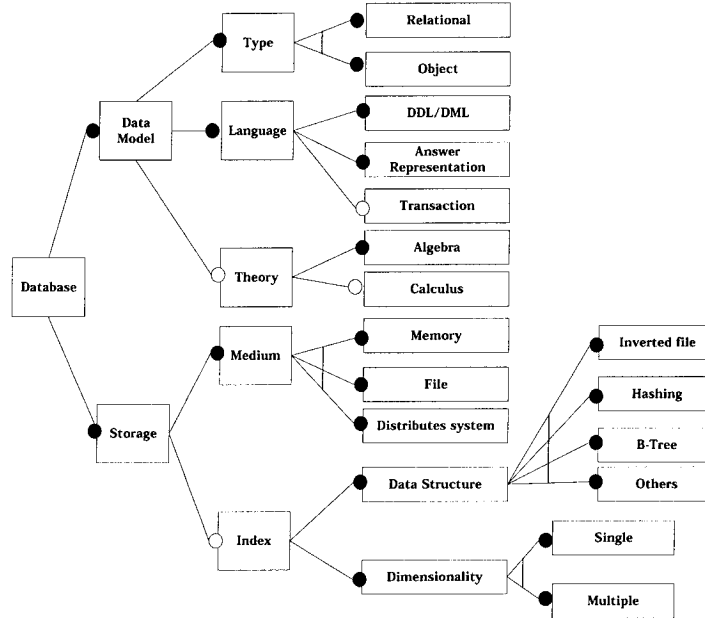 Relational
Type
Object
DDL/DML
Data
Model
Language
Answer
Representation
Transaction
Algebra
Theory
Calculus
Database
Memory
Inverted file
Medium
File
Hashing
Distributes system
Storage
B-Tree
Data Structure
Others
Index
Single
Dimensionality
Multiple